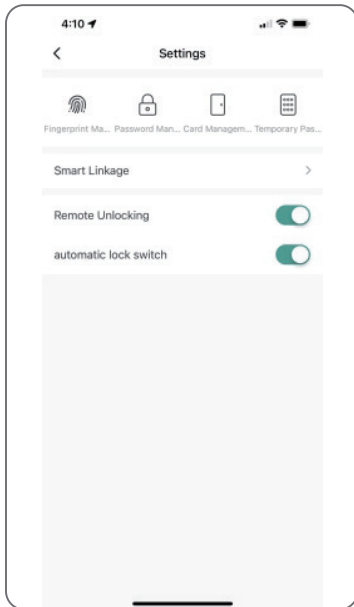 4:10
Settings
Fingerprint Ma... Password Man... Card Managem... Temporary Pas...
Smart Linkage
Remote Unlocking
automatic lock switch